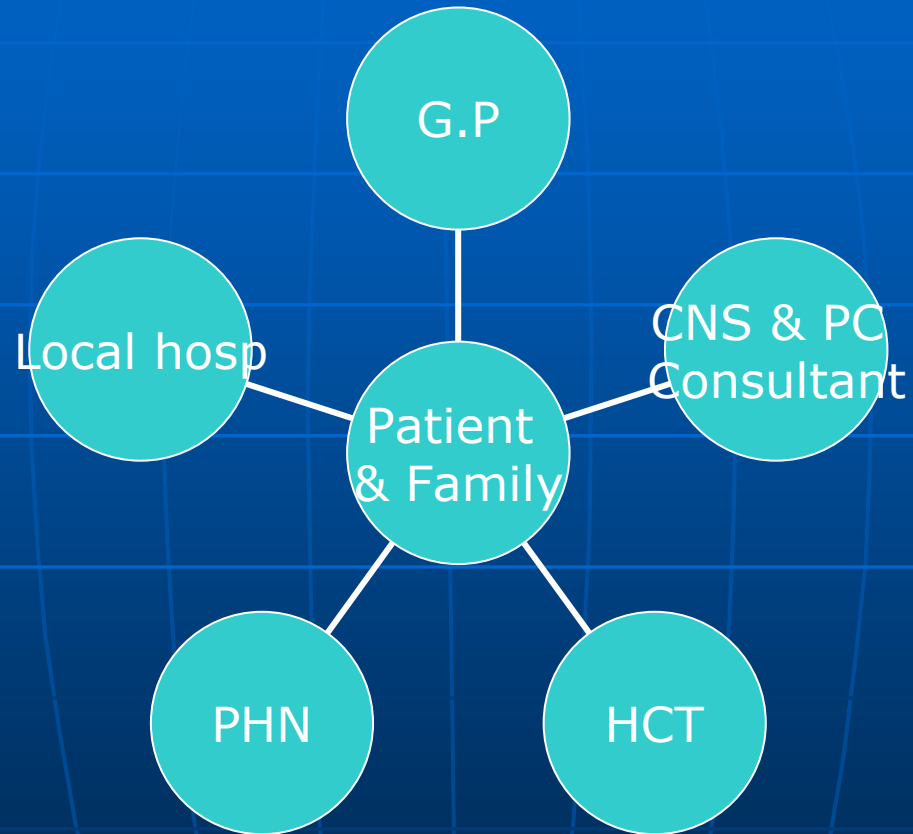 G.P
Local hosp
CNS & PC
Consultant
Patient
& Family
PHN
HCT